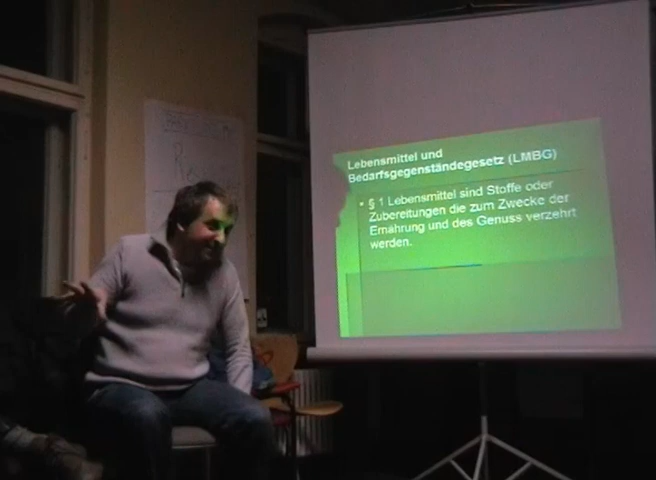 Lebensmittel und
Bedarfsgegenständegesetz (LMBG)
• § 1 Lebensmittel sind Stoffe oder
Zubereitungen die zum Zwecke der
Ernährung und des Genuss verzehrt
werden.